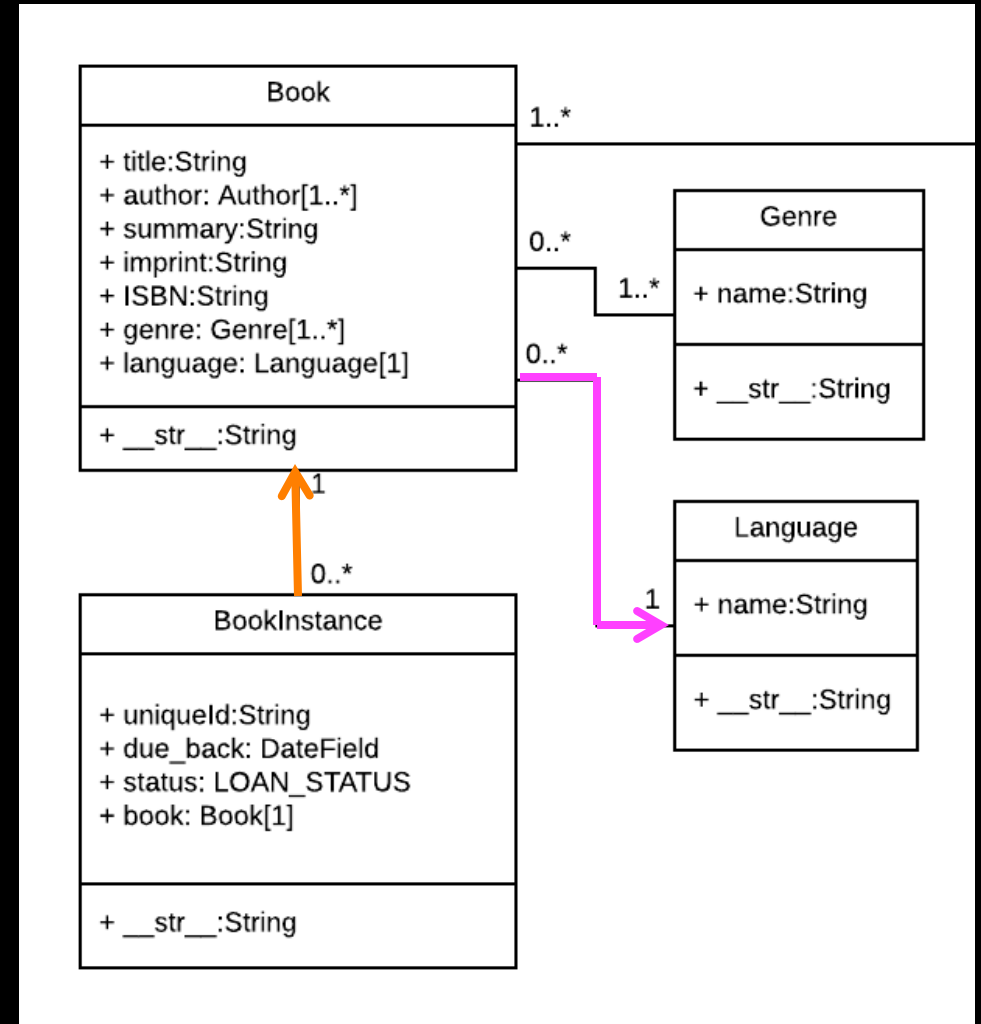 Book
+ title:String
+ author: Author[1..*]
+ summary:String
+ imprint:String
+ ISBN:String
+ genre: Genre[1..*]
+ language: Language[1]
+ __str__:String
1..*
0..*
1..*
0..*
1
Genre
+ name:String
+ __str__:String
Language
+ name:String
+ __str__:String
1
0..*
BookInstance
+ uniqueId:String
+ due_back: DateField
+ status: LOAN_STATUS
+ book: Book[1]
+ __str__:String